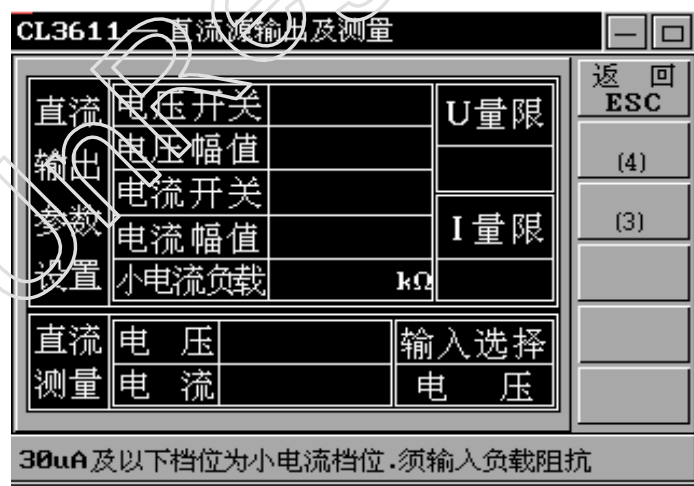 CL3611 — 直流源输出及测量
返 回
ESC
直流
输出
参数
设置
电压开关
U量限
电压幅值
(4)
电流开关
I量限
(3)
电流幅值
小电流负载 kΩ
直流
测量
电 压
输入选择
电 流
电 压
30uA及以下档位为小电流档位.须输入负载阻抗